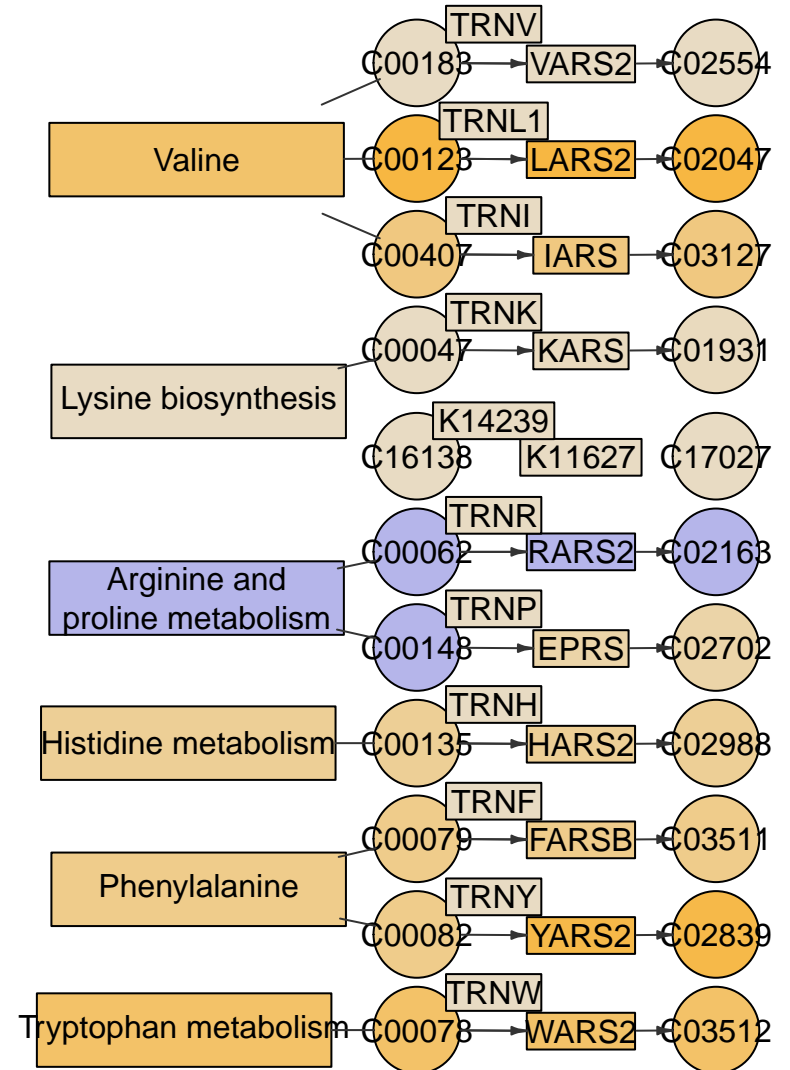 TRNV
C00183
VARS2
C02554
TRNL1
Valine
C00123
LARS2
C02047
TRNI
C00407
IARS
C03127
TRNK
C00047
KARS
C01931
Lysine biosynthesis
K14239
C16138
K11627
C17027
TRNR
C00062
RARS2
C02163
Arginine and
proline metabolism
TRNP
C00148
EPRS
C02702
TRNH
Histidine metabolism
C00135
HARS2
C02988
TRNF
C00079
FARSB
C03511
Phenylalanine
TRNY
C00082
YARS2
C02839
TRNW
Tryptophan metabolism
C00078
WARS2
C03512